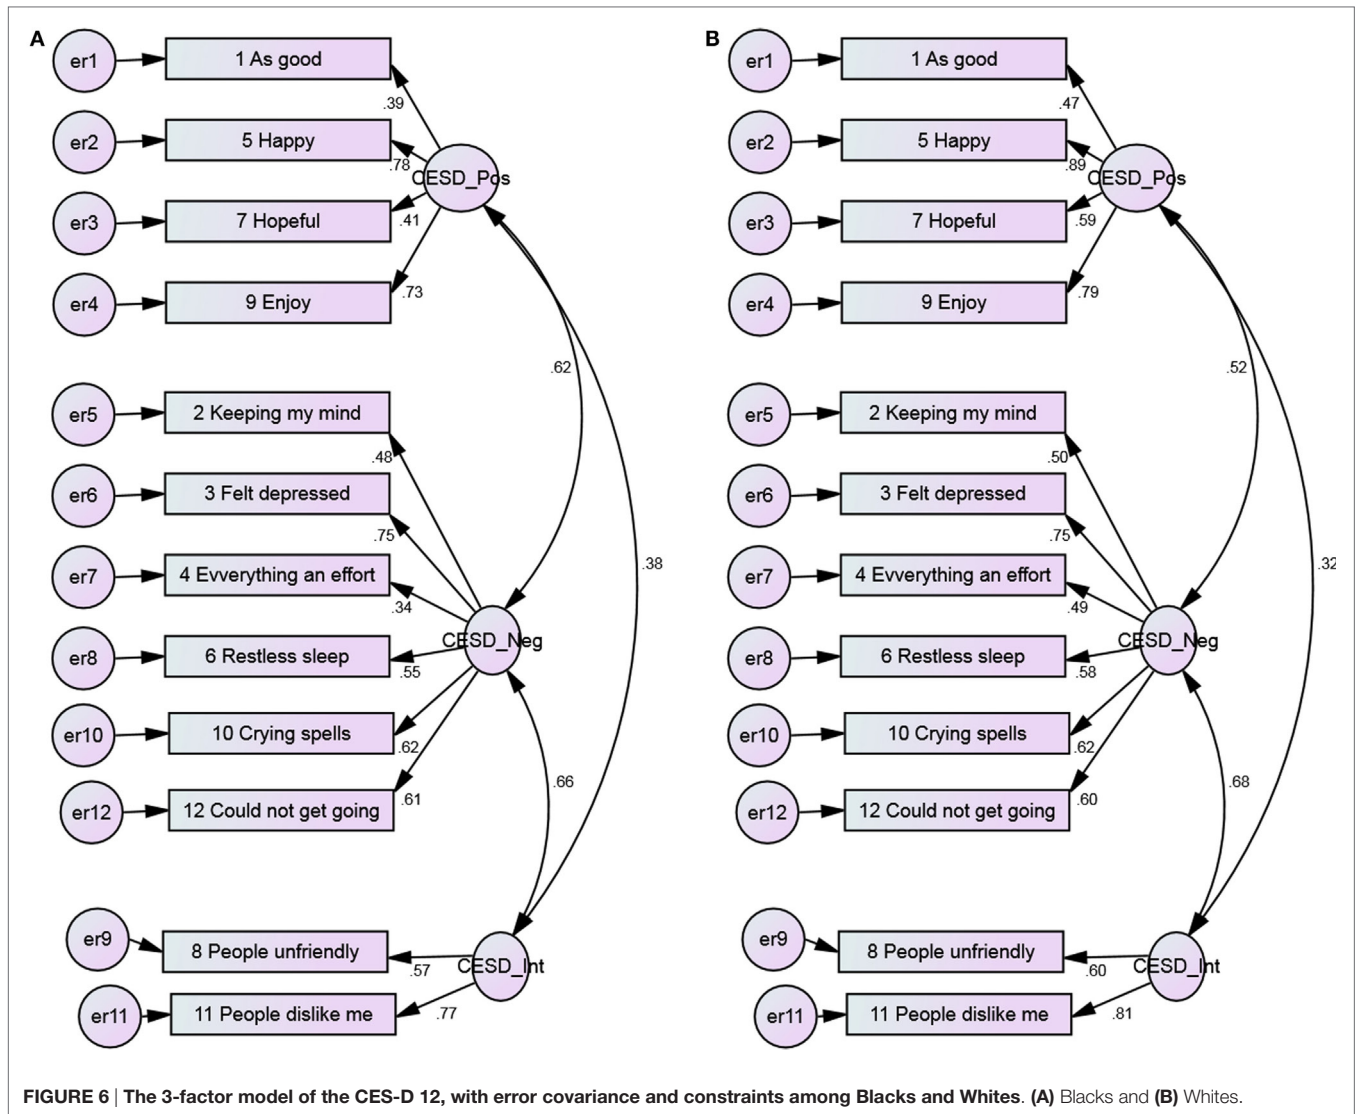 A
er1
1 As good
.39
er2
5 Happy
.78
CESD_Pos
er3
7 Hopeful
.41
er4
9 Enjoy
.73
.62
er5
2 Keeping my mind
.48
er6
3 Felt depressed
.75
er7
4 Evverything an effort
.34
.38
CESD_Neg
er8
6 Restless sleep
.55
er10
10 Crying spells
.62
er12
12 Could not get going
.61
.66
er9
8 People unfriendly
.57
CESD_Int
er11
11 People dislike me
.77
B
er1
1 As good
.47
er2
5 Happy
.89
CESD_Pos
er3
7 Hopeful
.59
er4
9 Enjoy
.79
.52
er5
2 Keeping my mind
.50
er6
3 Felt depressed
.75
er7
4 Evverything an effort
.49
.32
CESD_Neg
er8
6 Restless sleep
.58
er10
10 Crying spells
.62
er12
12 Could not get going
.60
.68
er9
8 People unfriendly
.60
CESD_Int
er11
11 People dislike me
.81
FIGURE 6 | The 3-factor model of the CES-D 12, with error covariance and constraints among Blacks and Whites. (A) Blacks and (B) Whites.